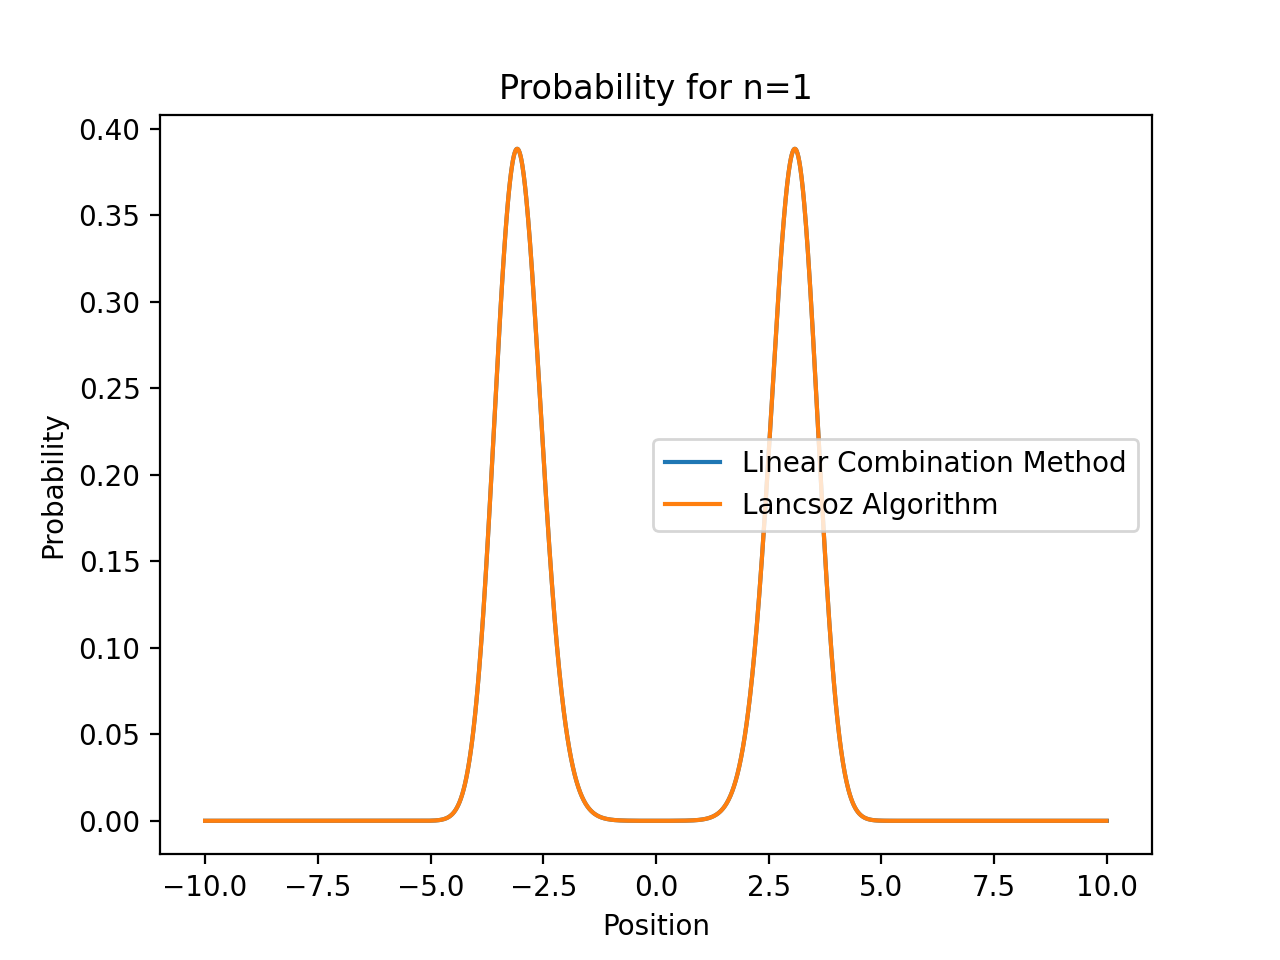 Probability for n=1
0.40
0.35
0.30
0.25
0.20
0.15
0.10
0.05
0.00
Probability
Linear Combination Method
Lancsoz Algorithm
−10.0 −7.5 −5.0 −2.5 0.0 2.5 5.0 7.5 10.0
Position